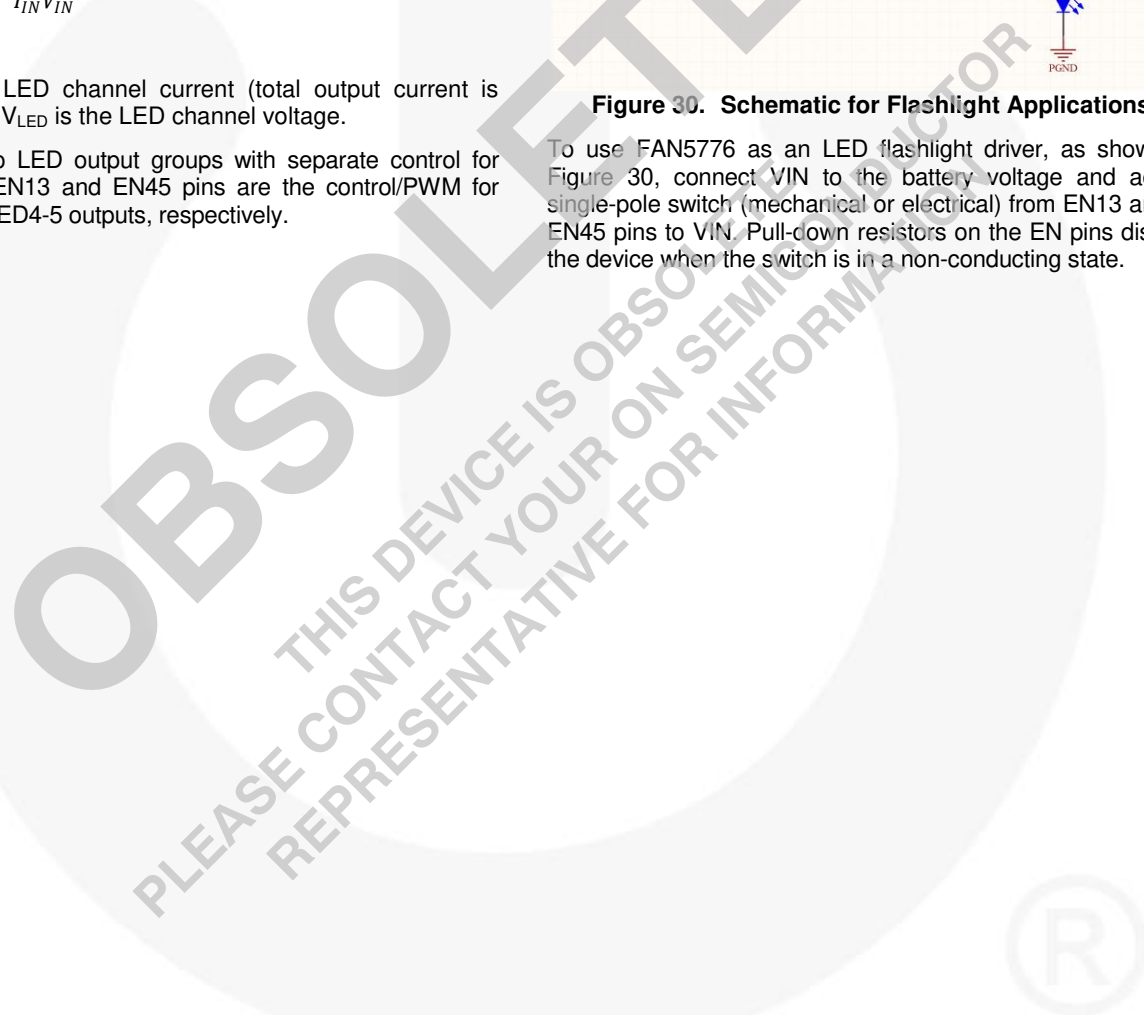 I_IN V_IN
LED channel current (total output current is
V_LED is the LED channel voltage.
LED output groups with separate control for
EN13 and EN45 pins are the control/PWM for
LED4-5 outputs, respectively.
PGND
Figure 30. Schematic for Flashlight Applications
To use FAN5776 as an LED flashlight driver, as show
Figure 30, connect VIN to the battery voltage and a
single-pole switch (mechanical or electrical) from EN13 a
EN45 pins to VIN. Pull-down resistors on the EN pins dis
the device when the switch is in a non-conducting state.
OBSOLETE
THIS DEVICE IS OBSOLETE
PLEASE CONTACT YOUR ON SEMICONDUCTOR
REPRESENTATIVE FOR INFORMATION
®